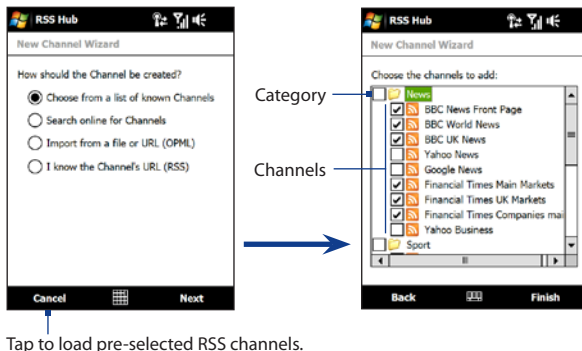 RSS Hub
New Channel Wizard
How should the Channel be created?
Choose from a list of known Channels
Search online for Channels
Import from a file or URL (OPML)
I know the Channel's URL (RSS)
Cancel
Next
Tap to load pre-selected RSS channels.
Category
Channels
RSS Hub
New Channel Wizard
Choose the channels to add:
News
BBC News Front Page
BBC World News
BBC UK News
Yahoo News
Google News
Financial Times Main Markets
Financial Times UK Markets
Financial Times Companies mai
Yahoo Business
Sport
Back
Finish